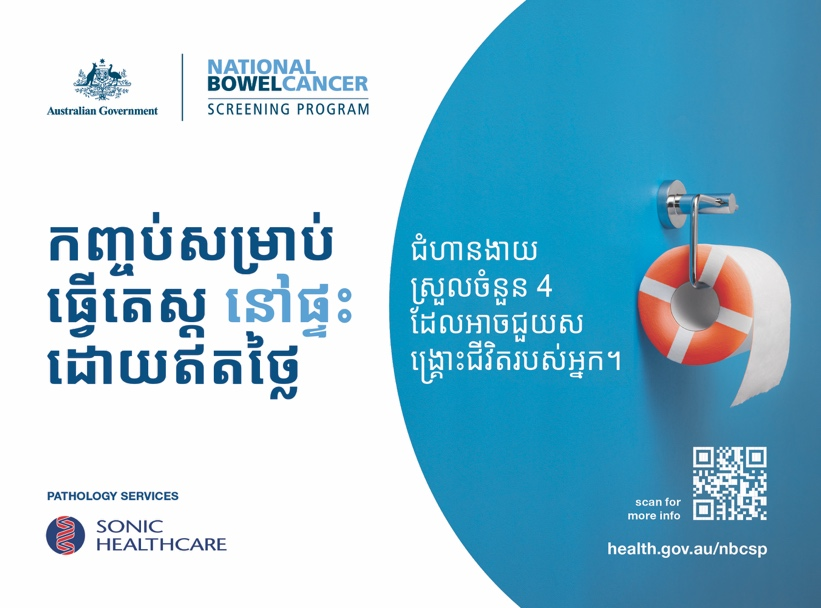 Australian Government
NATIONAL
BOWELCANCER
SCREENING PROGRAM
កញ្ចប់សម្រាប់
ធ្វើតេស្ត នៅផ្ទះ
ដោយឥតថ្លៃ
ជំហានងាយ
ស្រួលចំនួន 4
ដែលអាចជួយស
ង្គ្រោះជីវិតរបស់អ្នក។
PATHOLOGY SERVICES
SONIC
HEALTHCARE
scan for
more info
health.gov.au/nbcsp